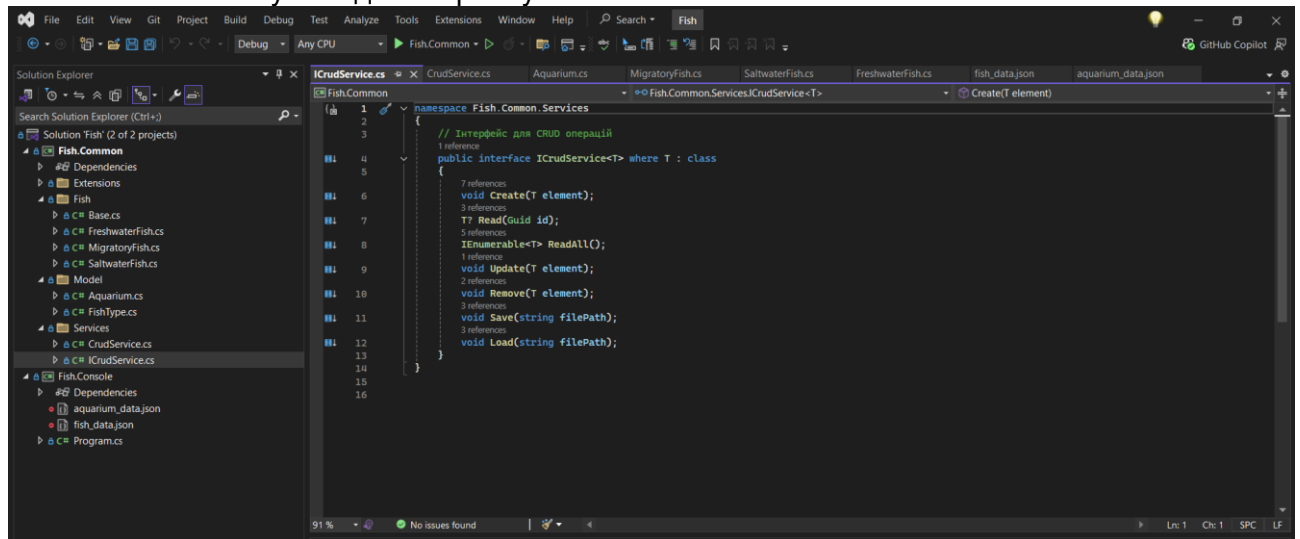 File Edit View Git Project Build Debug Test Analyze Tools Extensions Window Help Search Fish
Debug Any CPU Fish.Common GitHub Copilot
Solution Explorer
Search Solution Explorer (Ctrl+;)
Solution 'Fish' (2 of 2 projects)
Fish.Common
Dependencies
Extensions
Fish
C# Base.cs
C# FreshwaterFish.cs
C# MigratoryFish.cs
C# SaltwaterFish.cs
Model
C# Aquarium.cs
C# FishType.cs
Services
C# CrudService.cs
C# ICrudService.cs
Fish.Console
Dependencies
aquarium_data.json
fish_data.json
C# Program.cs
ICrudService.cs CrudService.cs Aquarium.cs MigratoryFish.cs SaltwaterFish.cs FreshwaterFish.cs fish_data.json aquarium_data.json
Fish.Common Fish.Common.Services.ICrudService<T> Create(T element)
1 namespace Fish.Common.Services
2 {
3 // Інтерфейс для CRUD операцій
1 reference
4 public interface ICrudService<T> where T : class
5 {
7 references
6 void Create(T element);
3 references
7 T? Read(Guid id);
5 references
8 IEnumerable<T> ReadAll();
1 reference
9 void Update(T element);
2 references
10 void Remove(T element);
3 references
11 void Save(string filePath);
3 references
12 void Load(string filePath);
13 }
14 }
15
16
91 % No issues found Ln: 1 Ch: 1 SPC LF